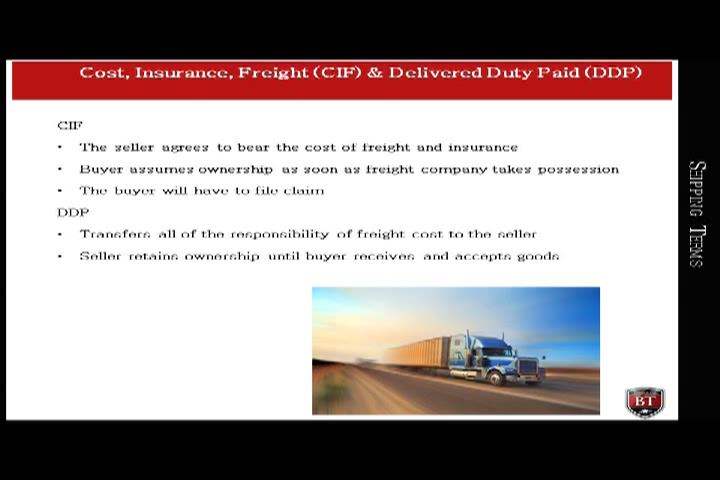 Cost, Insurance, Freight (CIF) & Delivered Duty Paid (DDP)
CIF
• The seller agrees to bear the cost of freight and insurance
• Buyer assumes ownership as soon as freight company takes possession
• The buyer will have to file claim
DDP
• Transfers all of the responsibility of freight cost to the seller
• Seller retains ownership until buyer receives and accepts goods
Shipping Terms
BT